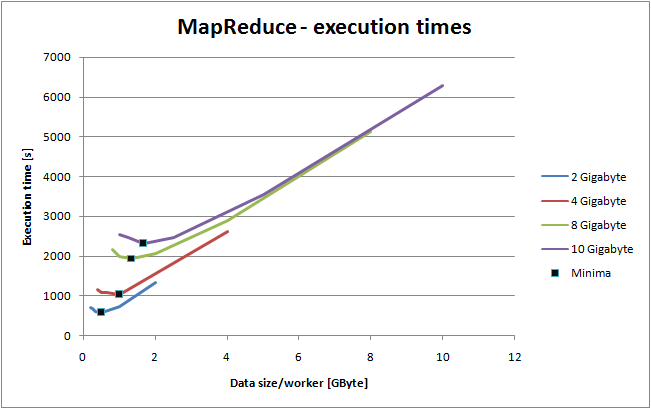 MapReduce - execution times
7000
6000
5000
4000
3000
2000
1000
0
Execution time [s]
0 2 4 6 8 10 12
Data size/worker [GByte]
2 Gigabyte
4 Gigabyte
8 Gigabyte
10 Gigabyte
Minima